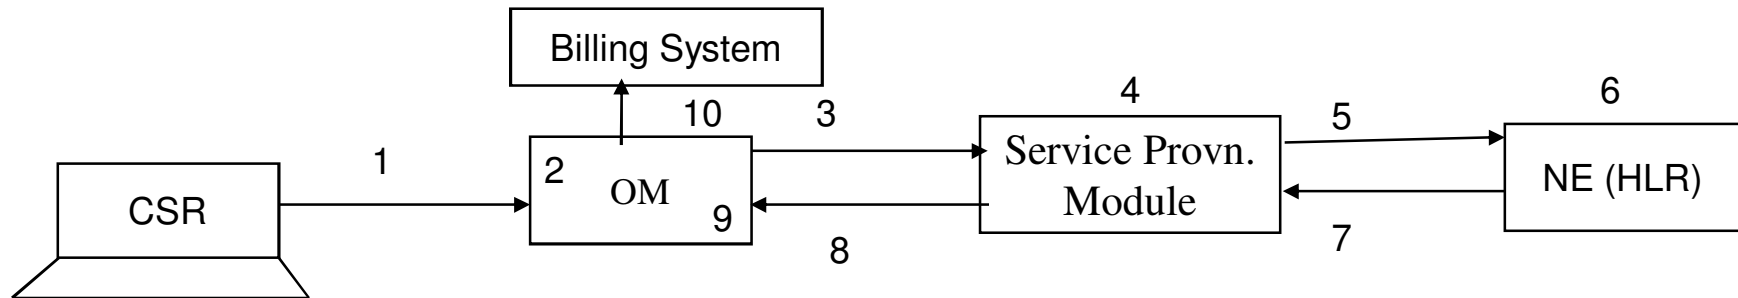 Billing System
10
3
4
5
6
1
2
OM
9
Service Provn.
Module
NE (HLR)
CSR
8
7